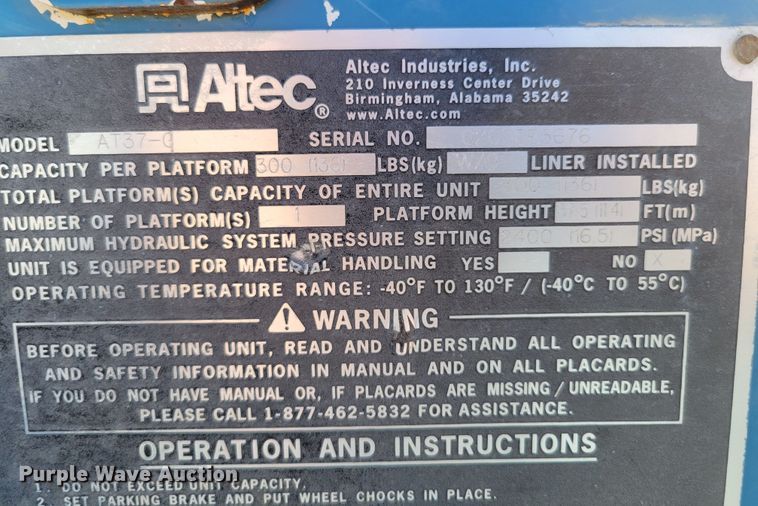 Altec®
Altec Industries, Inc.
210 Inverness Center Drive
Birmingham, Alabama 35242
www.Altec.com
MODEL AT37-G SERIAL NO.
CAPACITY PER PLATFORM 300 (136) LBS(kg) LINER INSTALLED
TOTAL PLATFORM(S) CAPACITY OF ENTIRE UNIT (136) LBS(kg)
NUMBER OF PLATFORM(S) 1 PLATFORM HEIGHT FT(m)
MAXIMUM HYDRAULIC SYSTEM PRESSURE SETTING 2400 (16.5) PSI (MPa)
UNIT IS EQUIPPED FOR MATERIAL HANDLING YES NO X
OPERATING TEMPERATURE RANGE: -40°F TO 130°F / (-40°C TO 55°C)
WARNING
BEFORE OPERATING UNIT, READ AND UNDERSTAND ALL OPERATING
AND SAFETY INFORMATION IN MANUAL AND ON ALL PLACARDS.
IF YOU DO NOT HAVE MANUAL OR, IF PLACARDS ARE MISSING/UNREADABLE,
PLEASE CALL 1-877-462-5832 FOR ASSISTANCE.
OPERATION AND INSTRUCTIONS
1. DO NOT EXCEED UNIT CAPACITY.
2. SET PARKING BRAKE AND PUT WHEEL CHOCKS IN PLACE.
Purple Wave Auction